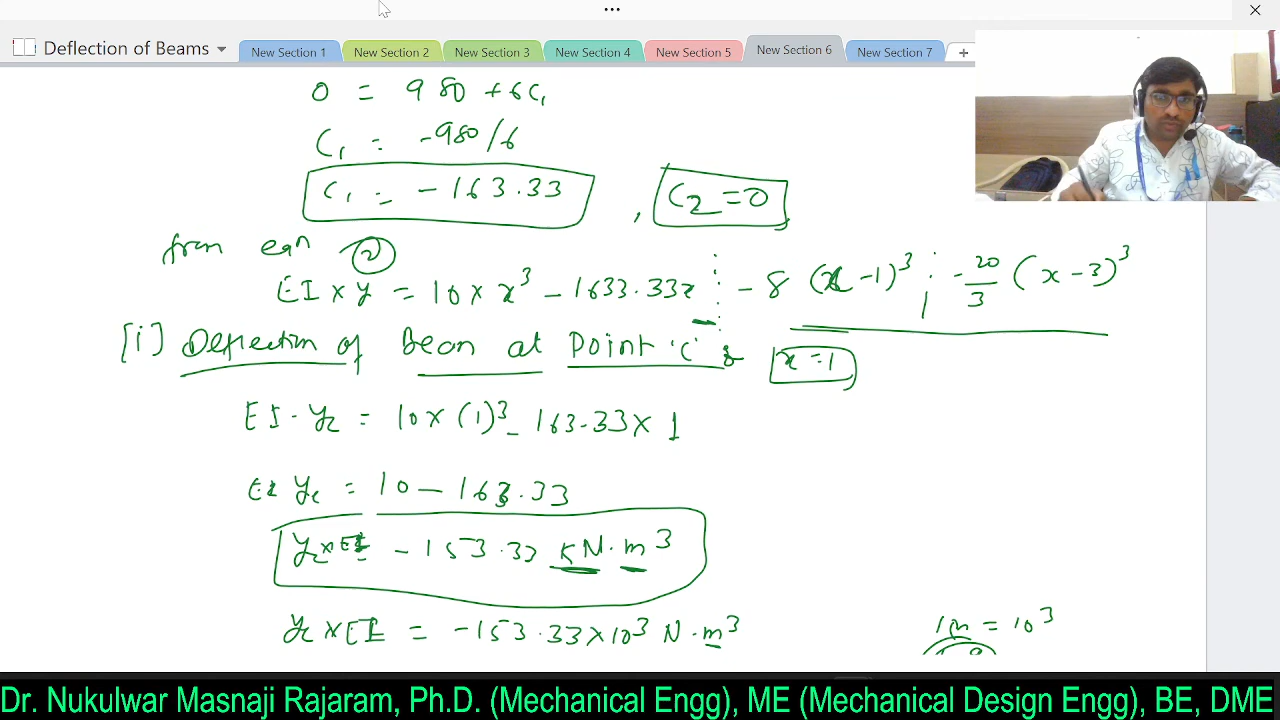 ...
Deflection of Beams
New Section 1 New Section 2 New Section 3 New Section 4 New Section 5 New Section 6 New Section 7 +
0 = 980 + 6C₁
C₁ = -980/6
C₁ = - 163.33 , C₂ = 0
from eqn ②
EI x y = 10 x x³ - 1633.33x ⋮ - 8 (x - 1)³ ⋮ - 20/3 (x - 3)³
[i] Deflection of Bean at Point 'C' x = 1
EI · yc = 10 x (1)³ - 163.33 x 1
EI yc = 10 - 163.33
yc x EI = - 153.33 kN·m³
yc x EI = - 153.33 x 10³ N·m³
1m = 10³
Dr. Nukulwar Masnaji Rajaram, Ph.D. (Mechanical Engg), ME (Mechanical Design Engg), BE, DME